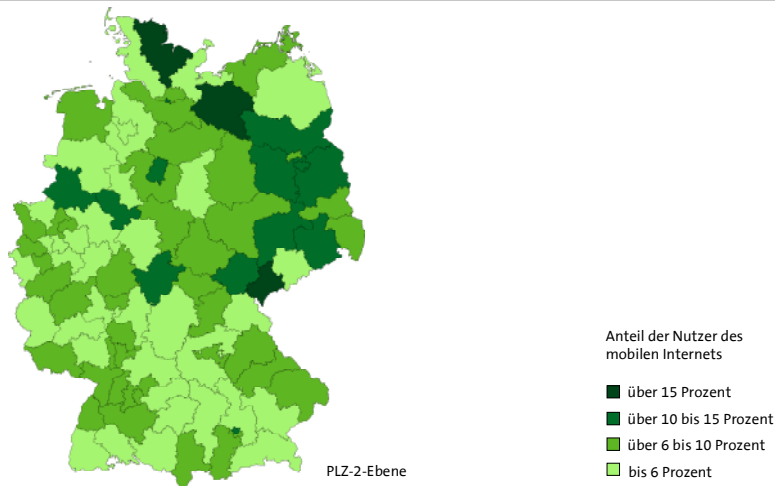 Anteil der Nutzer des
mobilen Internets
über 15 Prozent
über 10 bis 15 Prozent
über 6 bis 10 Prozent
bis 6 Prozent
PLZ-2-Ebene